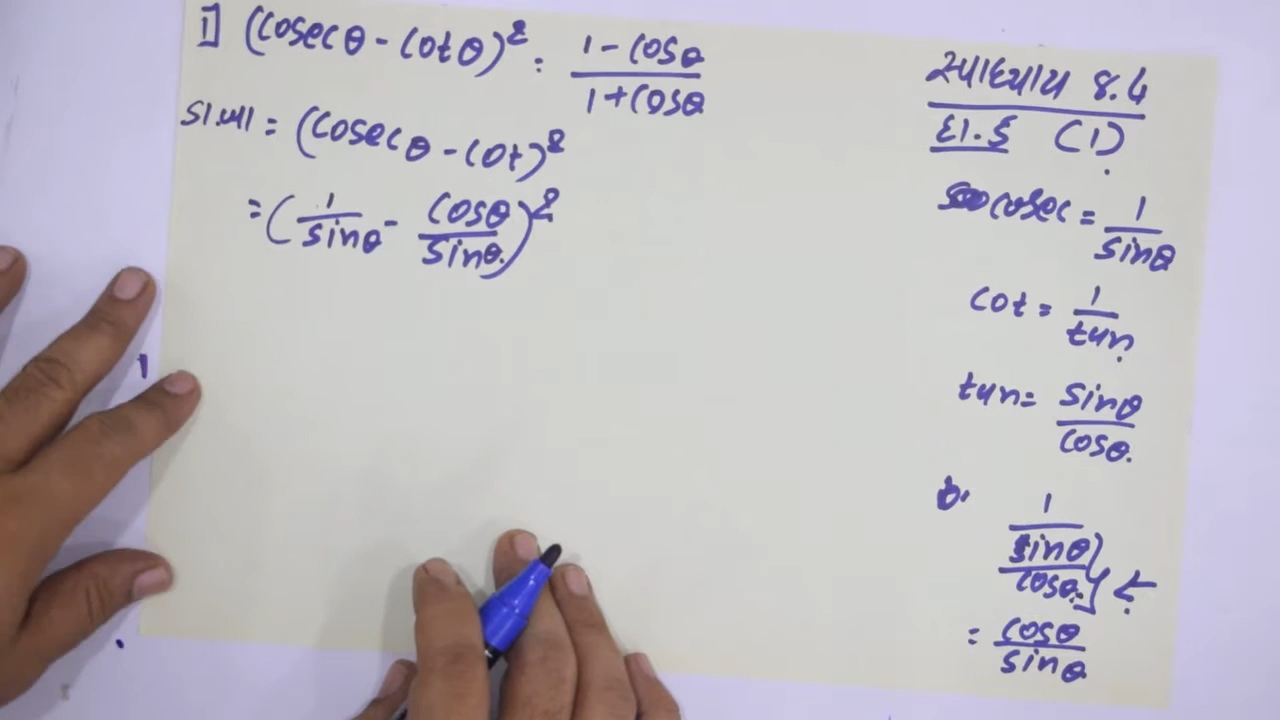 1] (cosecθ - cotθ)² = 1 - cosθ / 1 + cosθ
ડા.બા = (cosecθ - cot)²
= (1/sinθ - cosθ/sinθ.)²
સ્વાધ્યાય 8.4
દા.5 (1)
cosec = 1/sinθ
cot = 1/tan
tan = sinθ/cosθ.
1
sinθ
cosθ.
= cosθ/sinθ